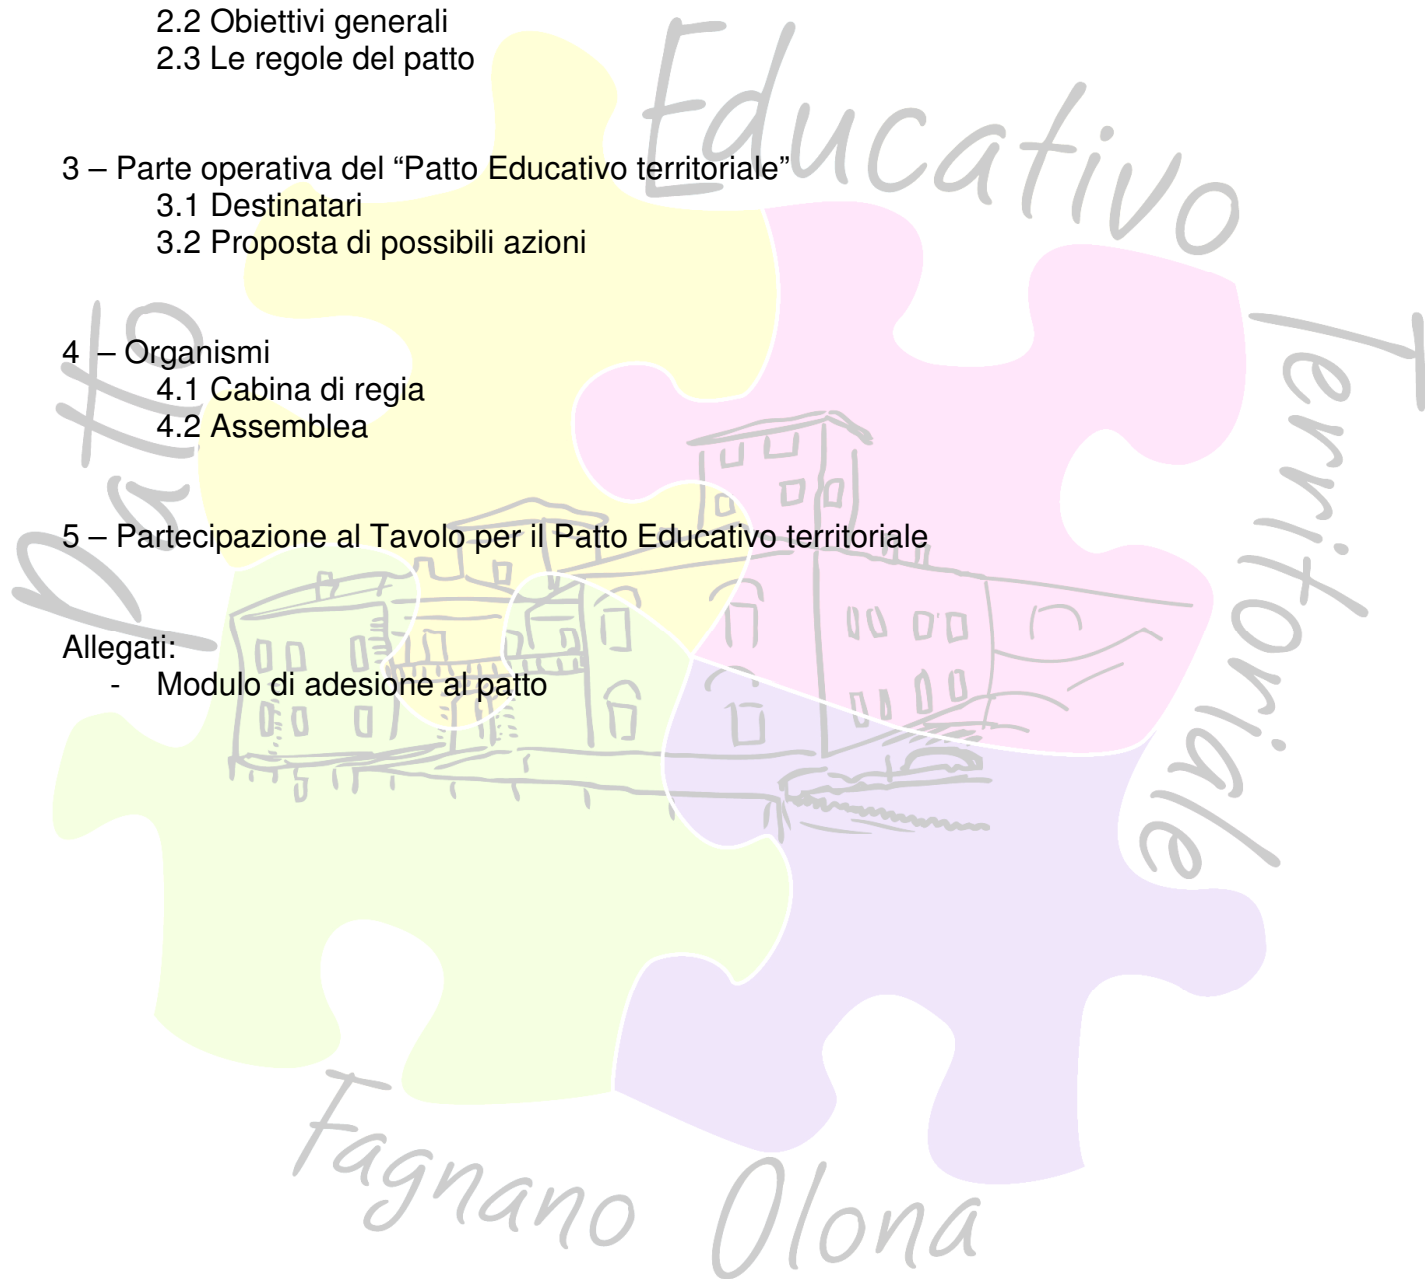 2.2 Obiettivi generali
2.3 Le regole del patto
3 – Parte operativa del “Patto Educativo territoriale”
3.1 Destinatari
3.2 Proposta di possibili azioni
4 – Organismi
4.1 Cabina di regia
4.2 Assemblea
5 – Partecipazione al Tavolo per il Patto Educativo territoriale
Allegati:
- Modulo di adesione al patto
Patto
Educativo
Territoriale
Fagnano Olona